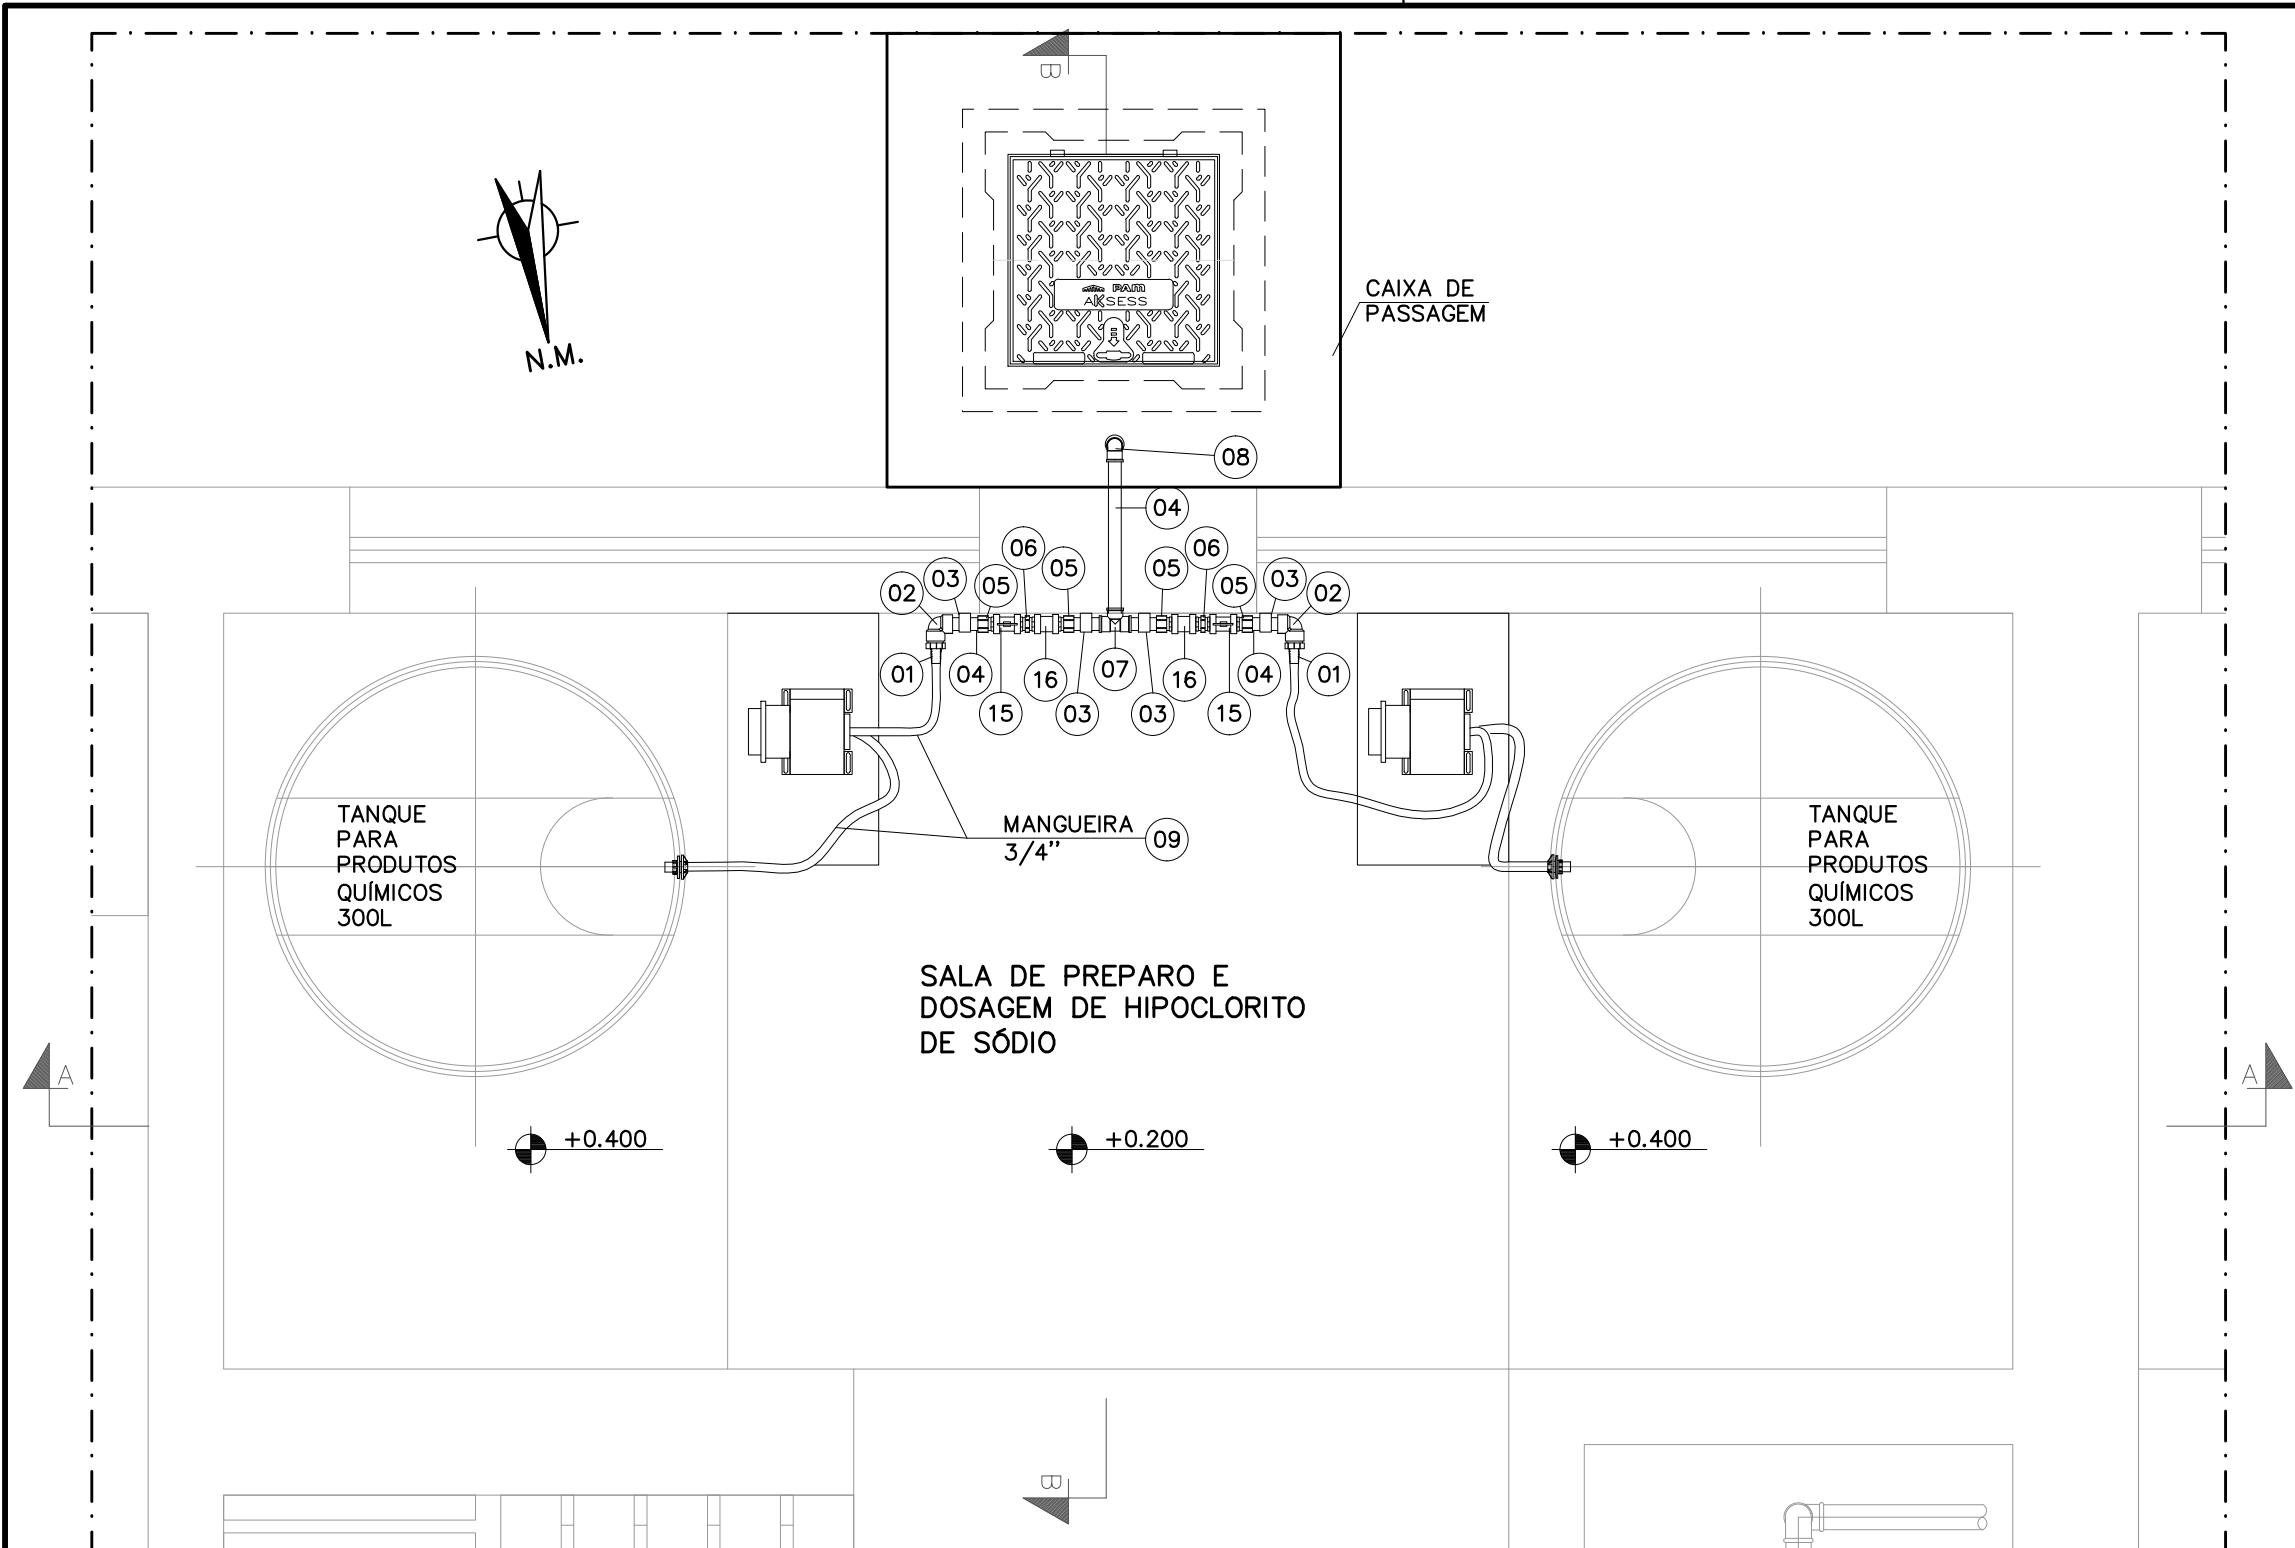 B
N.M.
PAM
AKSESS
CAIXA DE
PASSAGEM
08
04
06
05
05
06
03
05
05
03
02
02
01
04
15
16
03
07
03
16
15
04
01
MANGUEIRA
3/4"
09
TANQUE
PARA
PRODUTOS
QUÍMICOS
300L
TANQUE
PARA
PRODUTOS
QUÍMICOS
300L
SALA DE PREPARO E
DOSAGEM DE HIPOCLORITO
DE SÓDIO
A
A
+0.400
+0.200
+0.400
B